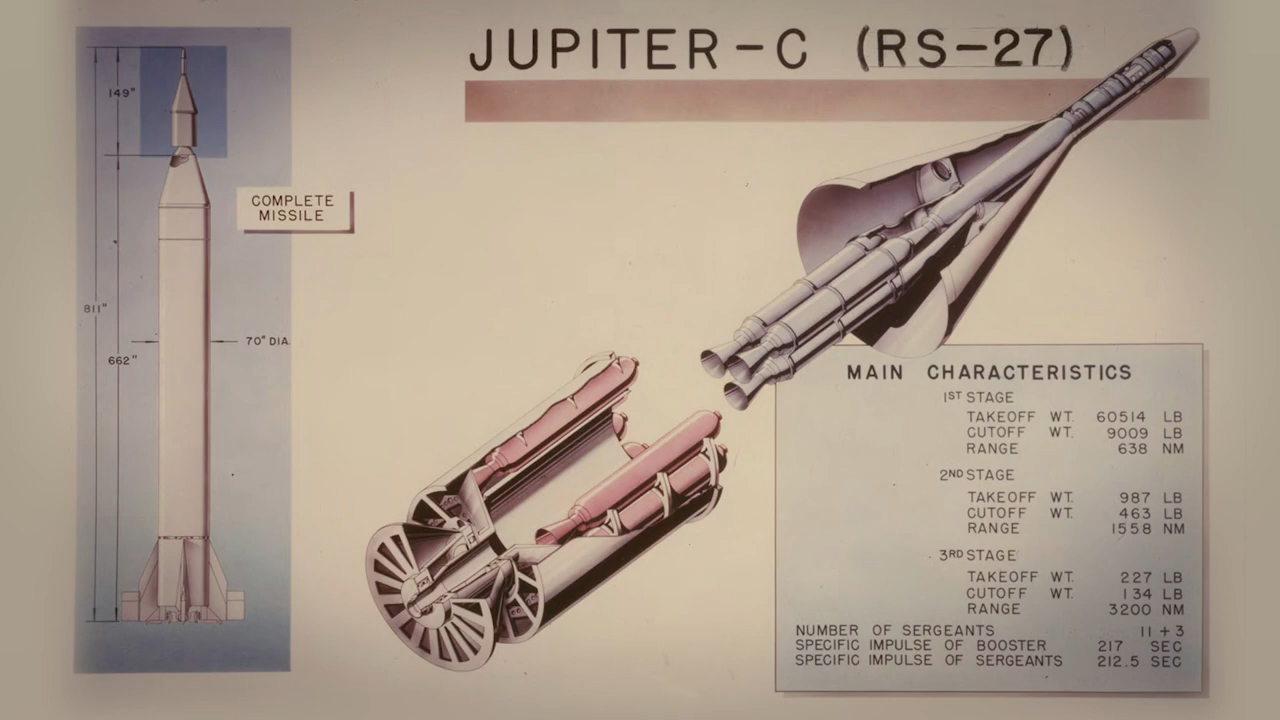 JUPITER-C (RS-27)
149"
COMPLETE
MISSILE
811"
662"
70" DIA.
MAIN CHARACTERISTICS
1ST STAGE
TAKEOFF WT. 60514 LB
CUTOFF WT. 9009 LB
RANGE 638 NM
2ND STAGE
TAKEOFF WT. 987 LB
CUTOFF WT. 463 LB
RANGE 1558 NM
3RD STAGE
TAKEOFF WT. 227 LB
CUTOFF WT. 134 LB
RANGE 3200 NM
NUMBER OF SERGEANTS 11+3
SPECIFIC IMPULSE OF BOOSTER 217 SEC
SPECIFIC IMPULSE OF SERGEANTS 212.5 SEC